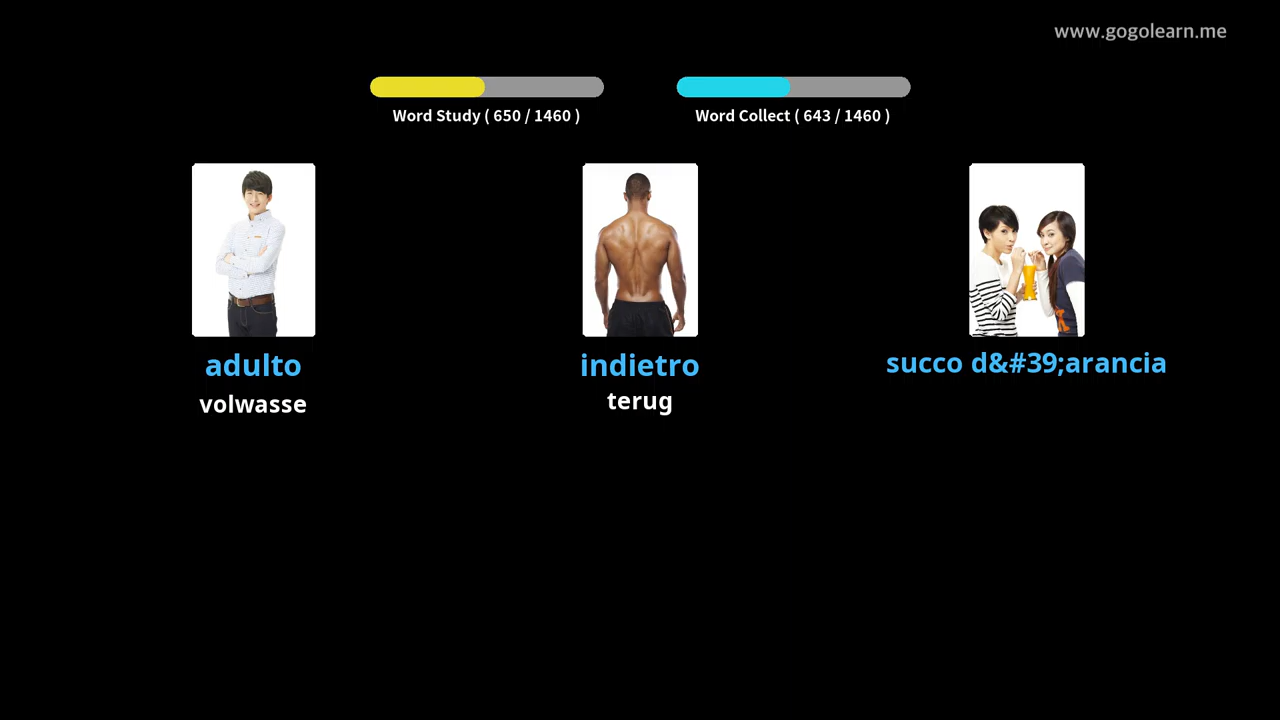 www.gogolearn.me
Word Study ( 650 / 1460 )
Word Collect ( 643 / 1460 )
adulto
volwasse
indietro
terug
succo d&#39;arancia